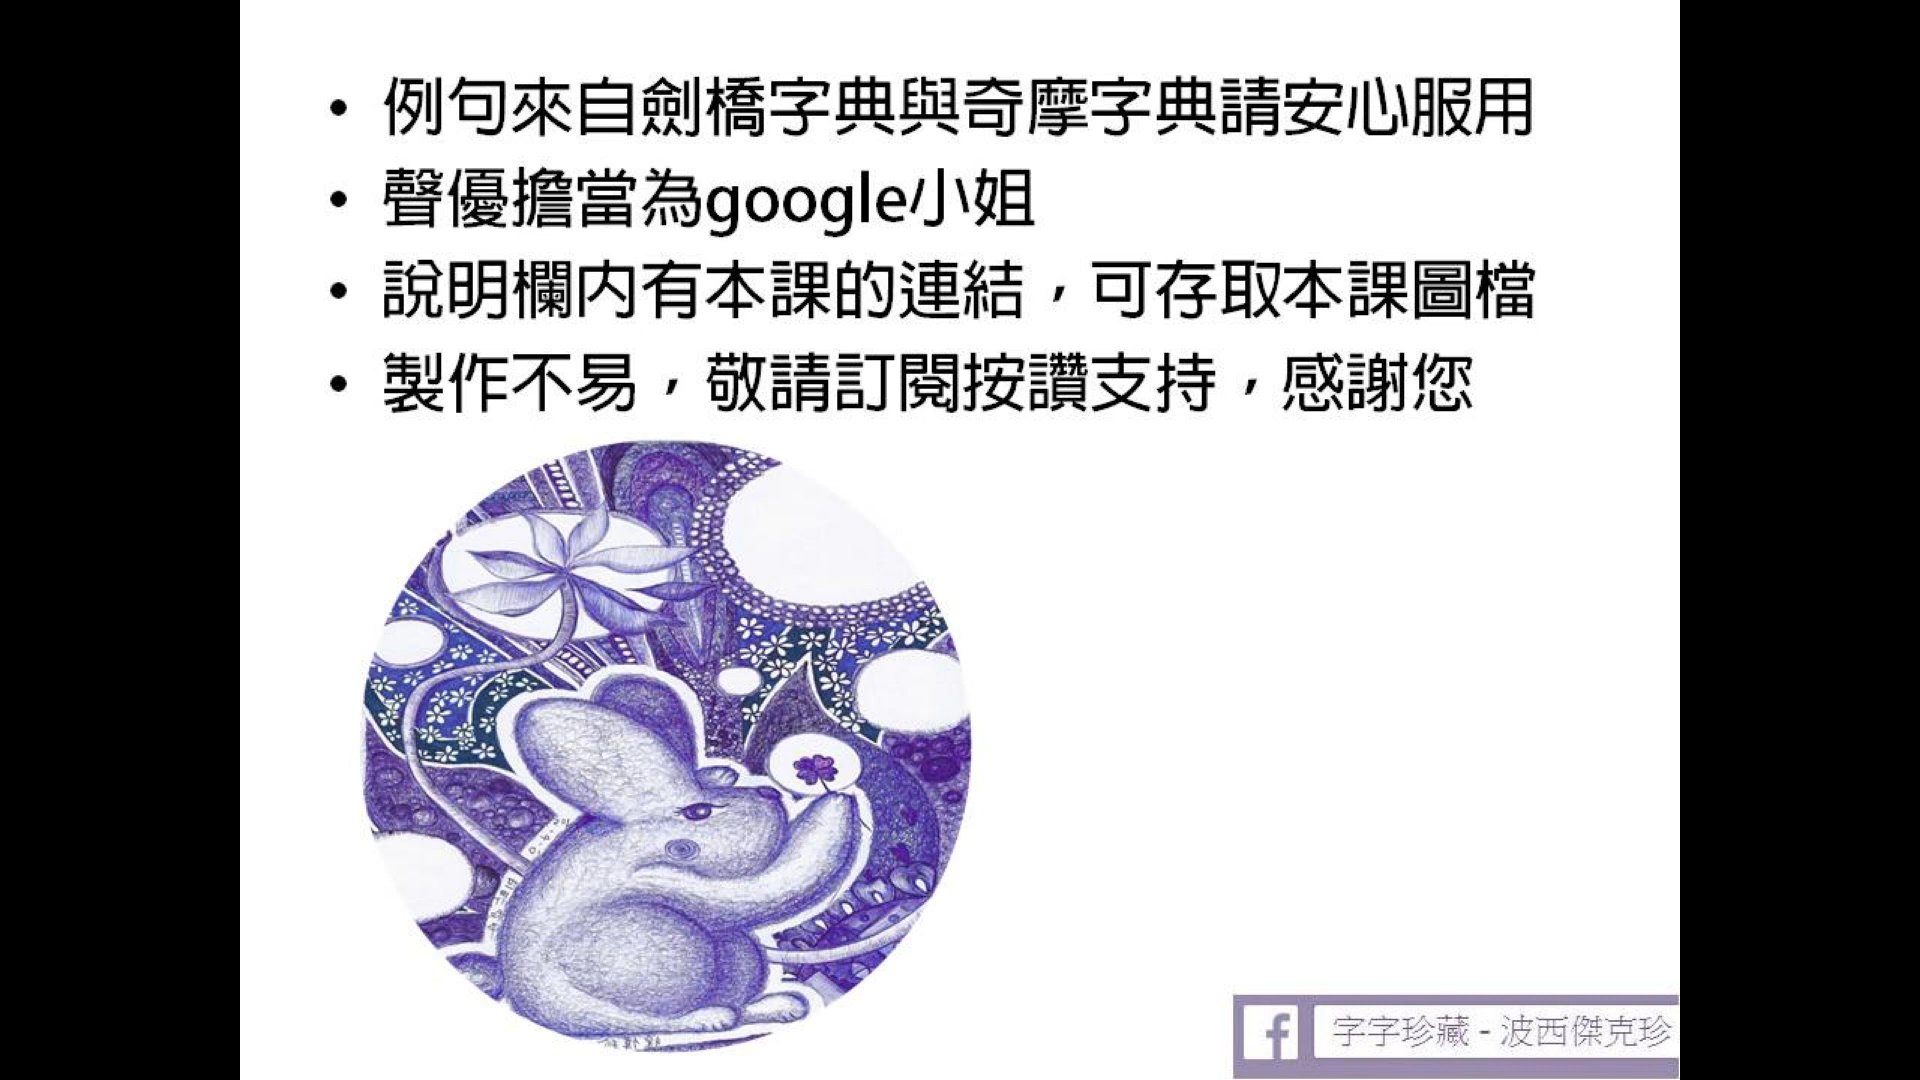 • 例句來自劍橋字典與奇摩字典請安心服用
• 聲優擔當為google小姐
• 說明欄内有本課的連結，可存取本課圖檔
• 製作不易，敬請訂閱按讚支持，感謝您
字字珍藏 - 波西傑克珍